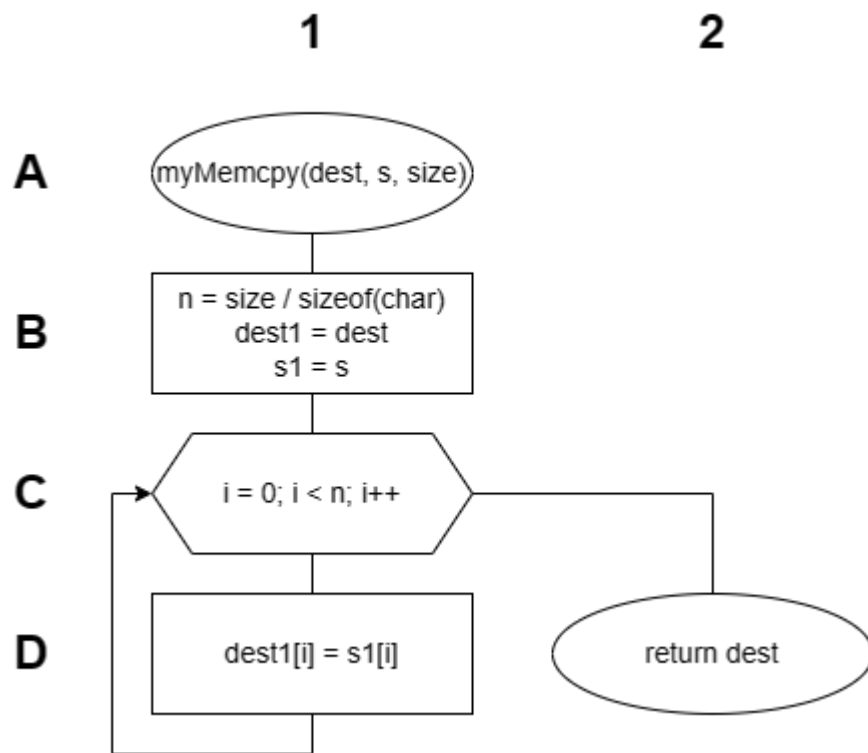 1 2
A
myMemcpy(dest, s, size)
B
n = size / sizeof(char)
dest1 = dest
s1 = s
C
i = 0; i < n; i++
D
dest1[i] = s1[i]
return dest